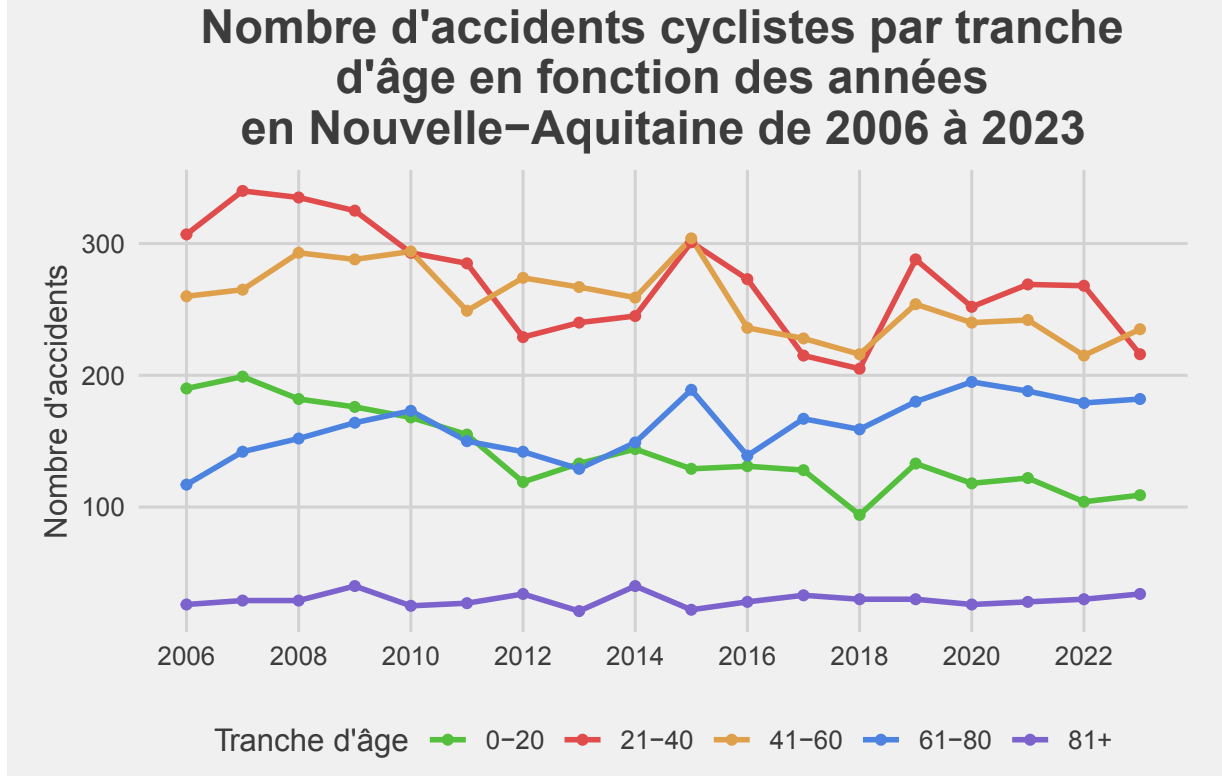 Nombre d'accidents cyclistes par tranche
d'âge en fonction des années
en Nouvelle−Aquitaine de 2006 à 2023
Nombre d'accidents
300
200
100
2006 2008 2010 2012 2014 2016 2018 2020 2022
Tranche d'âge 0−20 21−40 41−60 61−80 81+